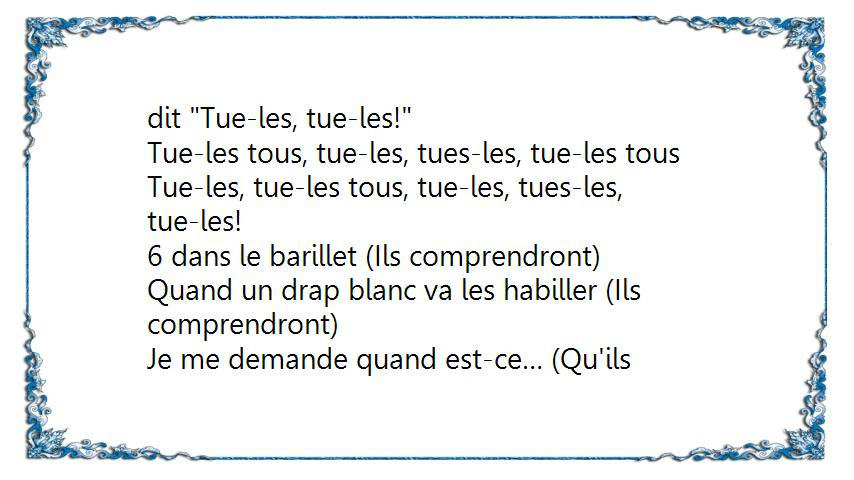 dit "Tue-les, tue-les!"
Tue-les tous, tue-les, tues-les, tue-les tous
Tue-les, tue-les tous, tue-les, tues-les,
tue-les!
6 dans le barillet (Ils comprendront)
Quand un drap blanc va les habiller (Ils
comprendront)
Je me demande quand est-ce... (Qu'ils